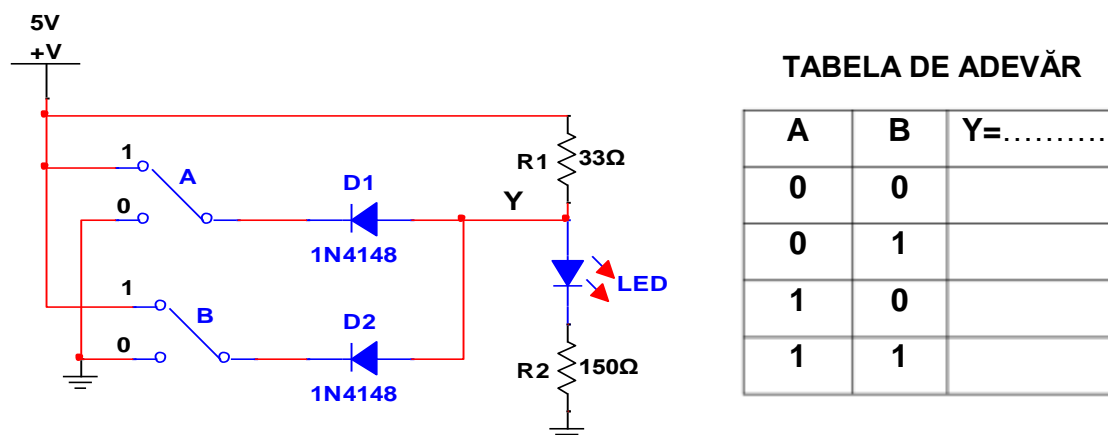 5V
+V
1
A
0
D1
1N4148
Y
R1 33Ω
LED
1
B
0
D2
1N4148
R2 150Ω
TABELA DE ADEVĂR
A B Y=..........
0 0
0 1
1 0
1 1